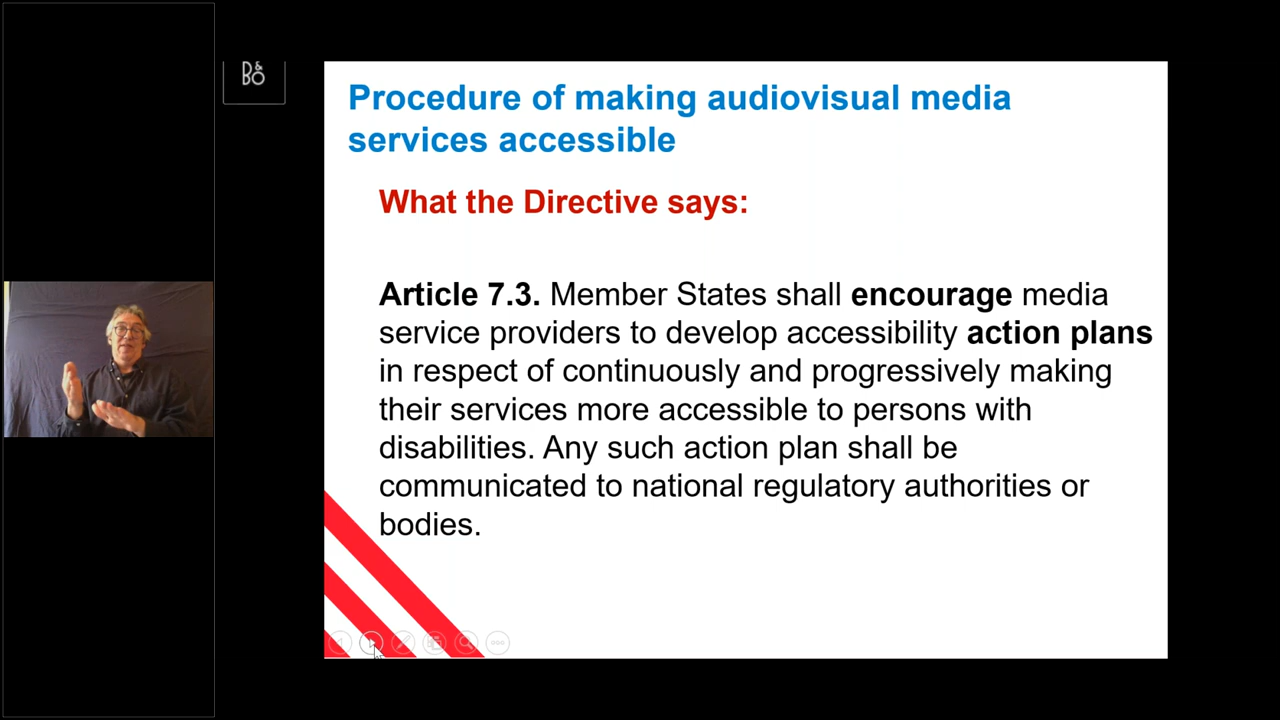 B&
BO
Procedure of making audiovisual media
services accessible
What the Directive says:
Article 7.3. Member States shall encourage media
service providers to develop accessibility action plans
in respect of continuously and progressively making
their services more accessible to persons with
disabilities. Any such action plan shall be
communicated to national regulatory authorities or
bodies.